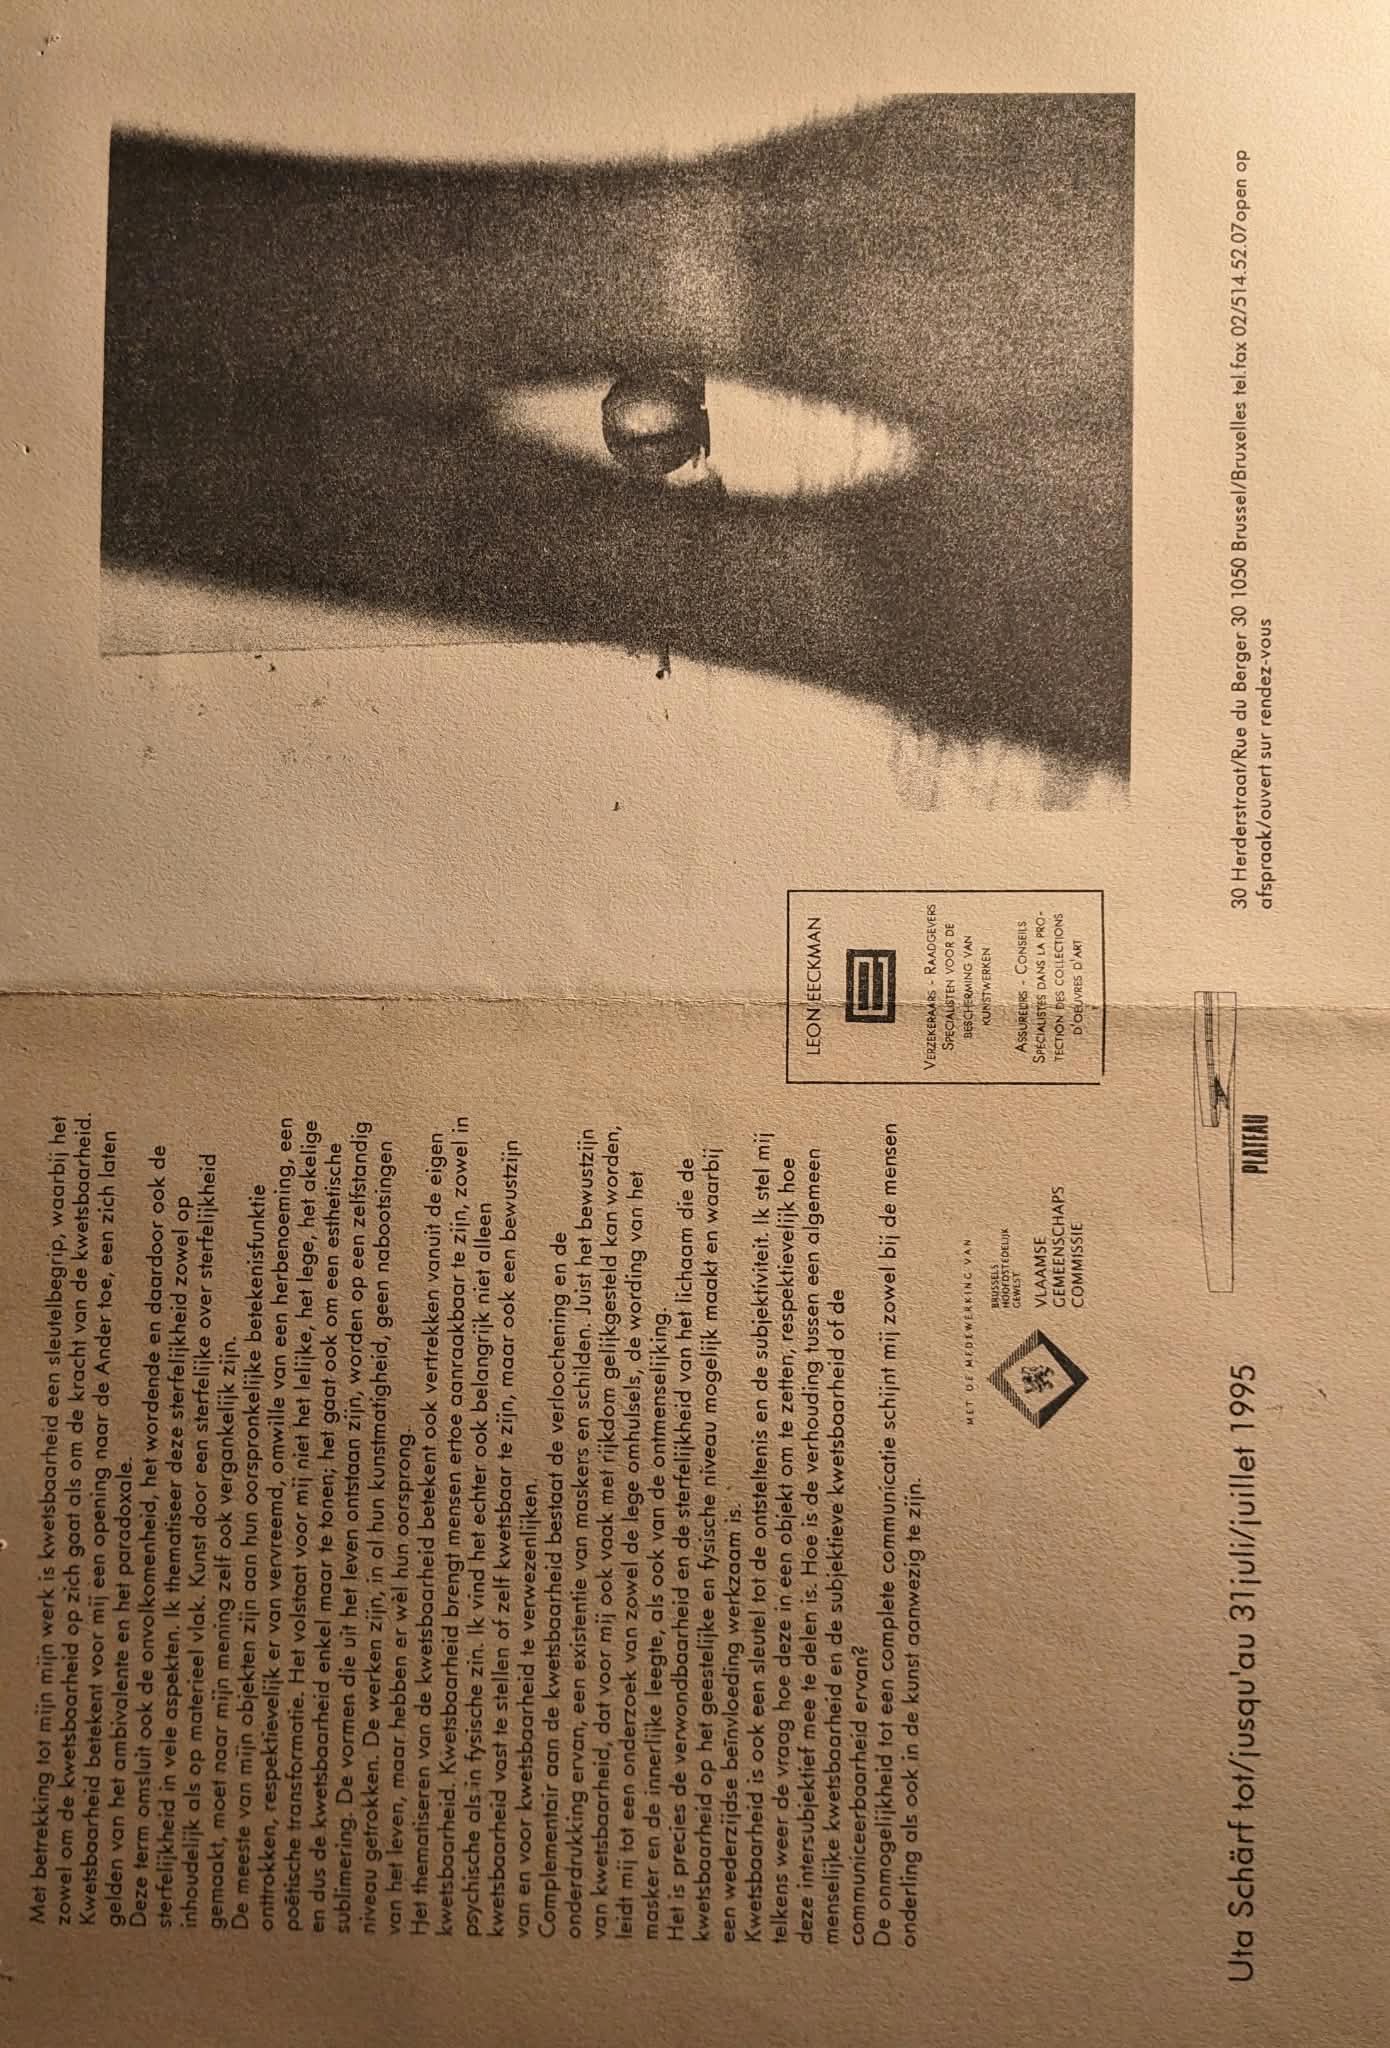 Met betrekking tot mijn mijn werk is kwetsbaarheid een sleutelbegrip, waarbij het
zowel om de kwetsbaarheid op zich gaat als om de kracht van de kwetsbaarheid.
Kwetsbaarheid betekent voor mij een opening naar de Ander toe, een zich laten
gelden van het ambivalente en het paradoxale.
Deze term omsluit ook de onvolkomenheid, het wordende en daardoor ook de
sterfelijkheid in vele aspekten. Ik thematiseer deze sterfelijkheid zowel op
inhoudelijk als op materieel vlak. Kunst door een sterfelijke over sterfelijkheid
gemaakt, moet naar mijn mening zelf ook vergankelijk zijn.
De meeste van mijn objekten zijn aan hun oorspronkelijke betekenisfunktie
onttrokken, respektievelijk er van vervreemd, omwille van een herbenoeming, een
poëtische transformatie. Het volstaat voor mij niet het lelijke, het lege, het akelige
en dus de kwetsbaarheid enkel maar te tonen; het gaat ook om een esthetische
sublimering. De vormen die uit het leven ontstaan zijn, worden op een zelfstandig
niveau getrokken. De werken zijn, in al hun kunstmatigheid, geen nabootsingen
van het leven, maar hebben er wèl hun oorsprong.
Het thematiseren van de kwetsbaarheid betekent ook vertrekken vanuit de eigen
kwetsbaarheid. Kwetsbaarheid brengt mensen ertoe aanraakbaar te zijn, zowel in
psychische als in fysische zin. Ik vind het echter ook belangrijk niet alleen
kwetsbaarheid vast te stellen of zelf kwetsbaar te zijn, maar ook een bewustzijn
van en voor kwetsbaarheid te verwezenlijken.
Complementair aan de kwetsbaarheid bestaat de verloochening en de
onderdrukking ervan, een existentie van maskers en schilden. Juist het bewustzijn
van kwetsbaarheid, dat voor mij ook vaak met rijkdom gelijkgesteld kan worden,
leidt mij tot een onderzoek van zowel de lege omhulsels, de wording van het
masker en de innerlijke leegte, als ook van de ontmenselijking.
Het is precies de verwondbaarheid en de sterfelijkheid van het lichaam die de
kwetsbaarheid op het geestelijke en fysische niveau mogelijk maakt en waarbij
een wederzijdse beïnvloeding werkzaam is.
Kwetsbaarheid is ook een sleutel tot de ontsteltenis en de subjektiviteit. Ik stel mij
telkens weer de vraag hoe deze in een objekt om te zetten, respektievelijk hoe
deze intersubjektief mee te delen is. Hoe is de verhouding tussen een algemeen
menselijke kwetsbaarheid en de subjektieve kwetsbaarheid of de
communiceerbaarheid ervan?
De onmogelijkheid tot een complete communicatie schijnt mij zowel bij de mensen
onderling als ook in de kunst aanwezig te zijn.
MET DE MEDEWERKING VAN
BRUSSELS
HOOFDSTEDELIJK
GEWEST
VLAAMSE
GEMEENSCHAPS
COMMISSIE
LEON EECKMAN
VERZEKERAARS - RAADGEVERS
SPECIALISTEN VOOR DE
BESCHERMING VAN
KUNSTWERKEN
ASSUREURS - CONSEILS
SPÉCIALISTES DANS LA PRO-
TECTION DES COLLECTIONS
D'OEUVRES D'ART
Uta Schärf tot/jusqu'au 31juli/juillet 1995
PLATEAU
30 Herderstraat/Rue du Berger 30 1050 Brussel/Bruxelles tel.fax 02/514.52.07open op
afspraak/ouvert sur rendez-vous